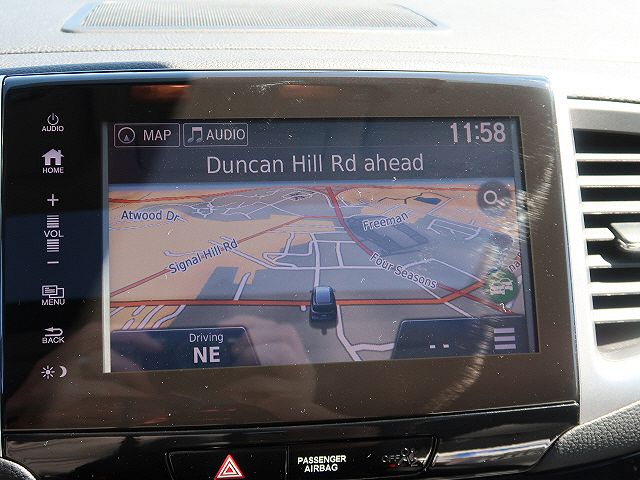 AUDIO
HOME
+
VOL
-
MENU
BACK
MAP
AUDIO
11:58
Duncan Hill Rd ahead
Atwood Dr
Freeman
Signal Hill Rd
Four Seasons
Driving
NE
--
PASSENGER
AIRBAG
OFF